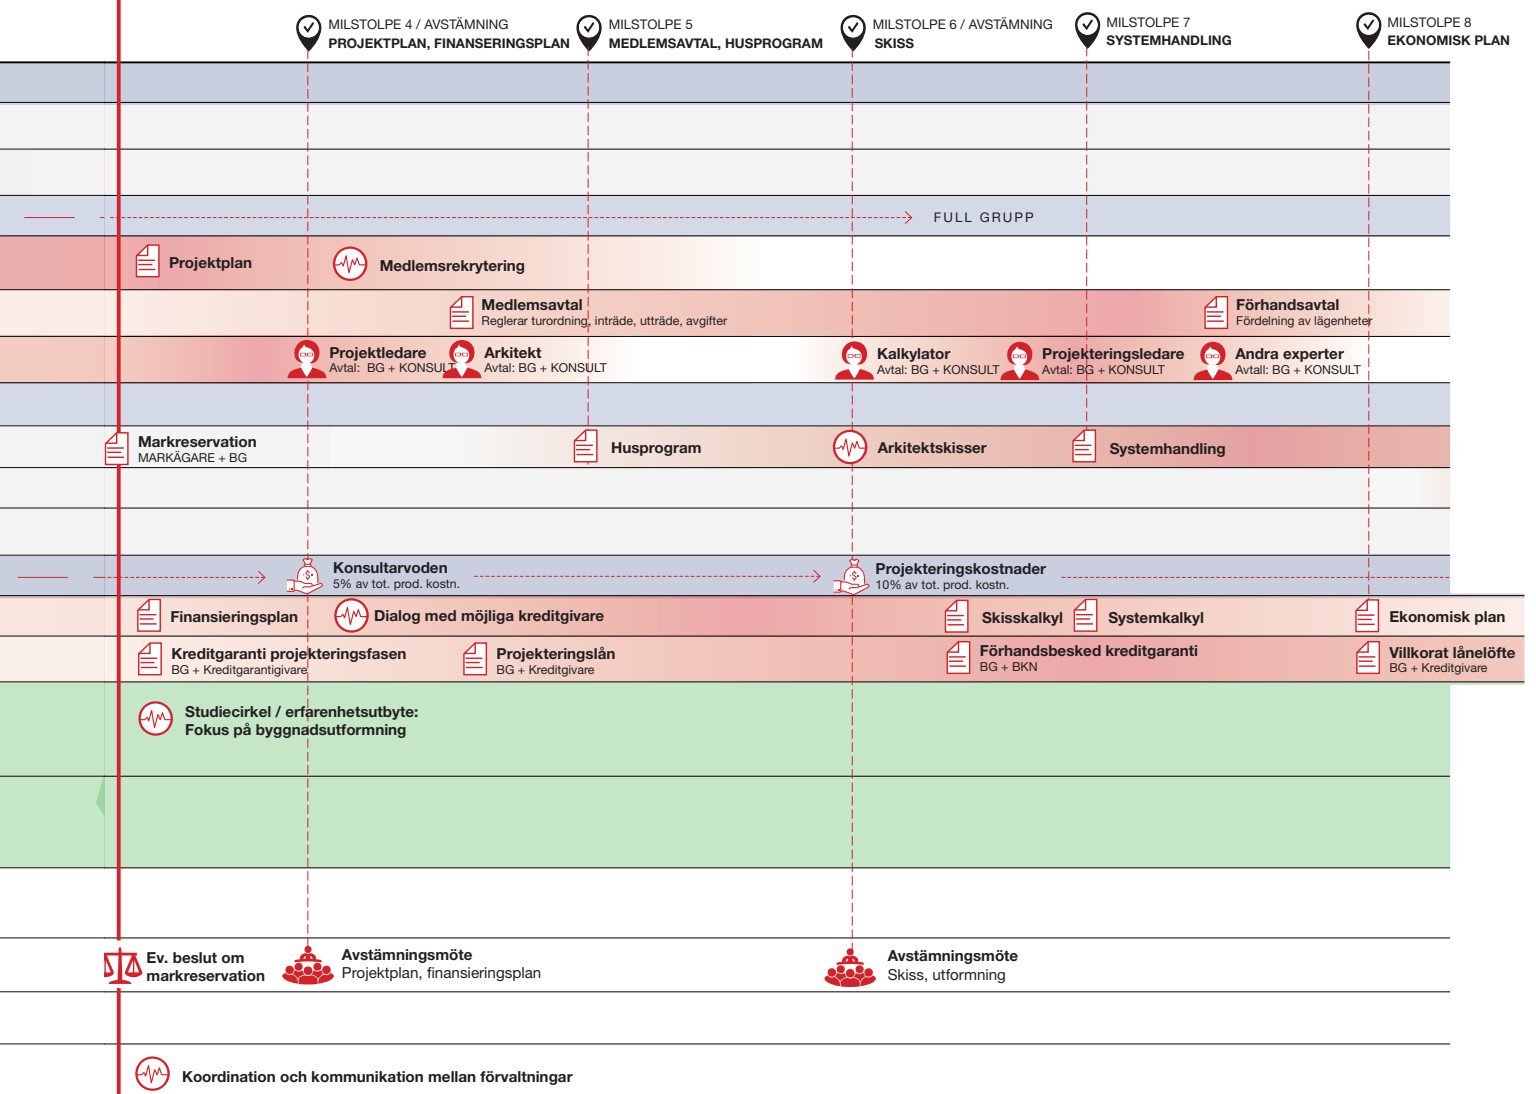 MILSTOLPE 4 / AVSTÄMNING
PROJEKTPLAN, FINANSERINGSPLAN
MILSTOLPE 5
MEDLEMSAVTAL, HUSPROGRAM
MILSTOLPE 6 / AVSTÄMNING
SKISS
MILSTOLPE 7
SYSTEMHANDLING
MILSTOLPE 8
EKONOMISK PLAN
FULL GRUPP
Projektplan
Medlemsrekrytering
Medlemsavtal
Reglerar turordning, inträde, utträde, avgifter
Förhandsavtal
Fördelning av lägenheter
Projektledare
Avtal: BG + KONSULT
Arkitekt
Avtal: BG + KONSULT
Kalkylator
Avtal: BG + KONSULT
Projekteringsledare
Avtal: BG + KONSULT
Andra experter
Avtall: BG + KONSULT
Markreservation
MARKÄGARE + BG
Husprogram
Arkitektskisser
Systemhandling
Konsultarvoden
5% av tot. prod. kostn.
Projekteringskostnader
10% av tot. prod. kostn.
Finansieringsplan
Dialog med möjliga kreditgivare
Skisskalkyl
Systemkalkyl
Ekonomisk plan
Kreditgaranti projekteringsfasen
BG + Kreditgarantigivare
Projekteringslån
BG + Kreditgivare
Förhandsbesked kreditgaranti
BG + BKN
Villkorat lånelöfte
BG + Kreditgivare
Studiecirkel / erfarenhetsutbyte:
Fokus på byggnadsutformning
Ev. beslut om
markreservation
Avstämningsmöte
Projektplan, finansieringsplan
Avstämningsmöte
Skiss, utformning
Koordination och kommunikation mellan förvaltningar